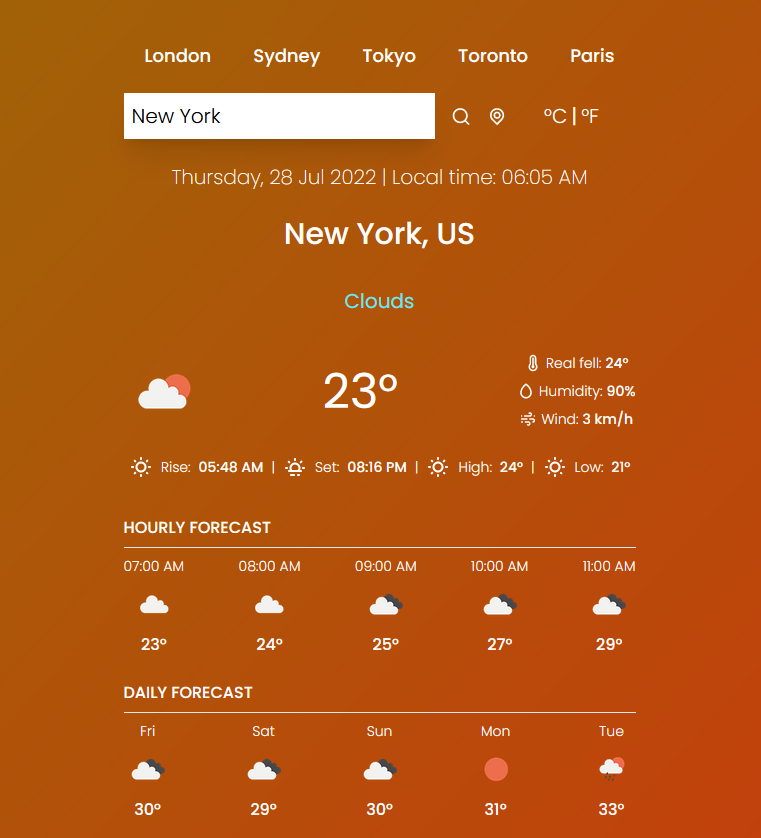 London Sydney Tokyo Toronto Paris
New York °C | °F
Thursday, 28 Jul 2022 | Local time: 06:05 AM
New York, US
Clouds
Real fell: 24°
23°
Humidity: 90%
Wind: 3 km/h
Rise: 05:48 AM | Set: 08:16 PM | High: 24° | Low: 21°
HOURLY FORECAST
07:00 AM 08:00 AM 09:00 AM 10:00 AM 11:00 AM
23° 24° 25° 27° 29°
DAILY FORECAST
Fri Sat Sun Mon Tue
30° 29° 30° 31° 33°